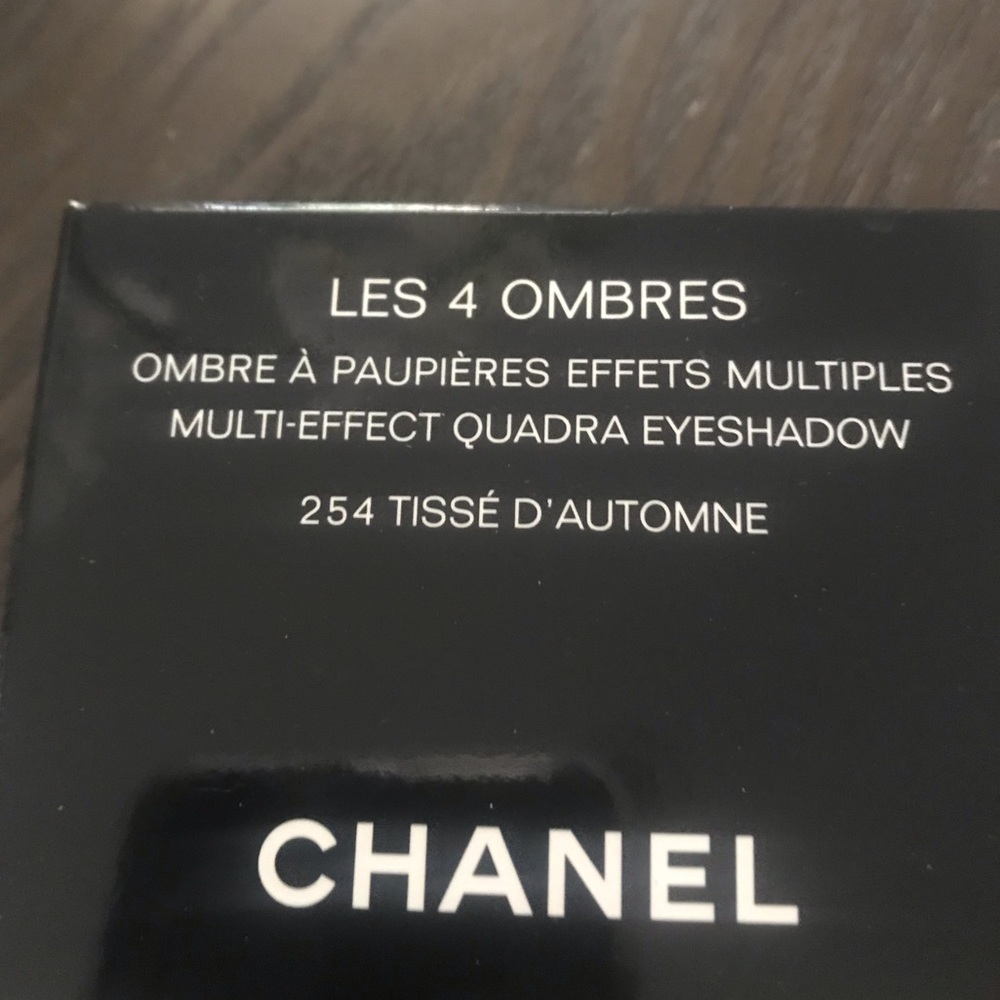 LES 4 OMBRES
OMBRE À PAUPIÈRES EFFETS MULTIPLES
MULTI-EFFECT QUADRA EYESHADOW
254 TISSÉ D'AUTOMNE
CHANEL